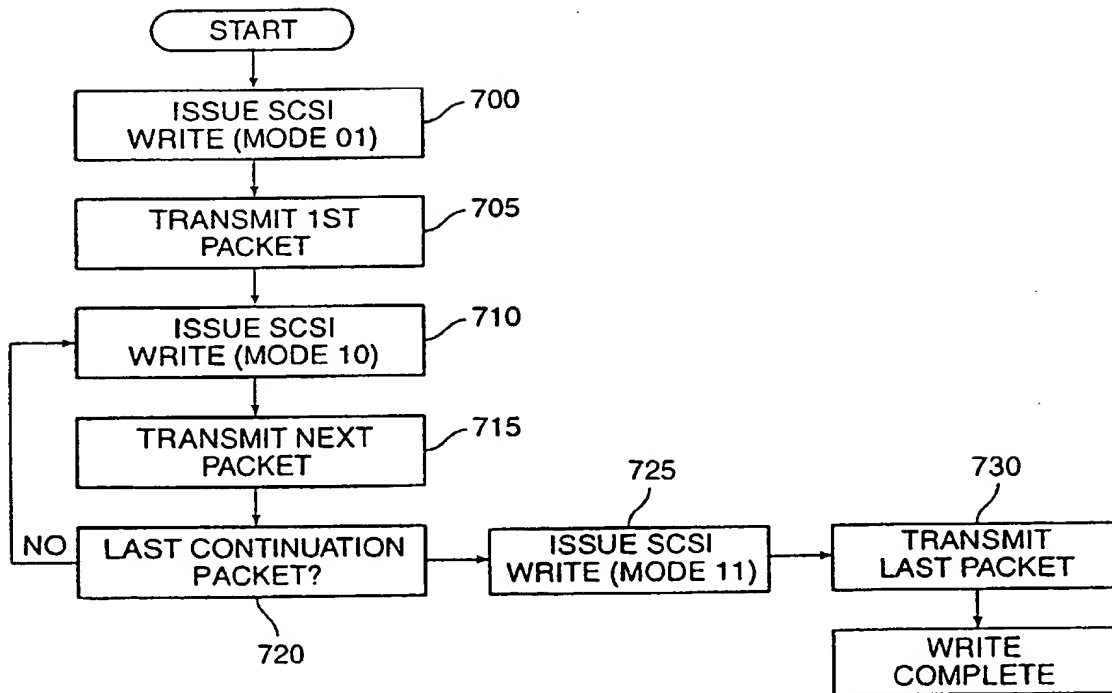 START
ISSUE SCSI
WRITE (MODE 01)
700
TRANSMIT 1ST
PACKET
705
ISSUE SCSI
WRITE (MODE 10)
710
TRANSMIT NEXT
PACKET
715
NO
LAST CONTINUATION
PACKET?
720
ISSUE SCSI
WRITE (MODE 11)
725
TRANSMIT
LAST PACKET
730
WRITE
COMPLETE